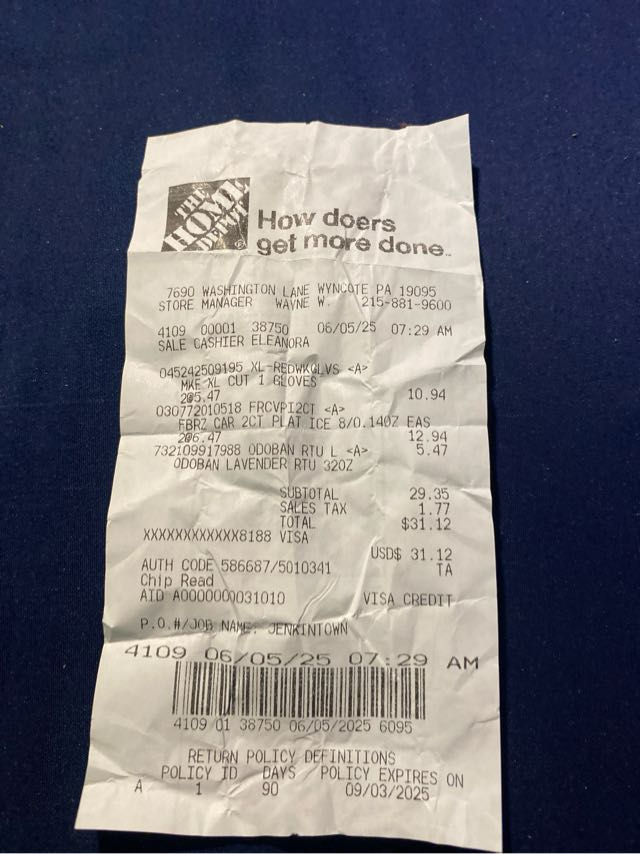 THE
HOME
DEPOT
®
How doers
get more done™
7690 WASHINGTON LANE WYNCOTE PA 19095
STORE MANAGER WAYNE W. 215-881-9600
4109 00001 38750 06/05/25 07:29 AM
SALE CASHIER ELEANORA
045242509195 XL-REDWKGLVS <A>
MKE XL CUT 1 GLOVES
2@5.47 10.94
030772010518 FRCVPI2CT <A>
FBRZ CAR 2CT PLAT ICE 8/0.14OZ EAS
2@6.47 12.94
732109917988 ODOBAN RTU L <A> 5.47
ODOBAN LAVENDER RTU 32OZ
SUBTOTAL 29.35
SALES TAX 1.77
TOTAL $31.12
XXXXXXXXXXXX8188 VISA
USD$ 31.12
AUTH CODE 586687/5010341 TA
Chip Read
AID A0000000031010 VISA CREDIT
P.O.#/JOB NAME: JENKINTOWN
4109 06/05/25 07:29 AM
4109 01 38750 06/05/2025 6095
RETURN POLICY DEFINITIONS
POLICY ID DAYS POLICY EXPIRES ON
A 1 90 09/03/2025